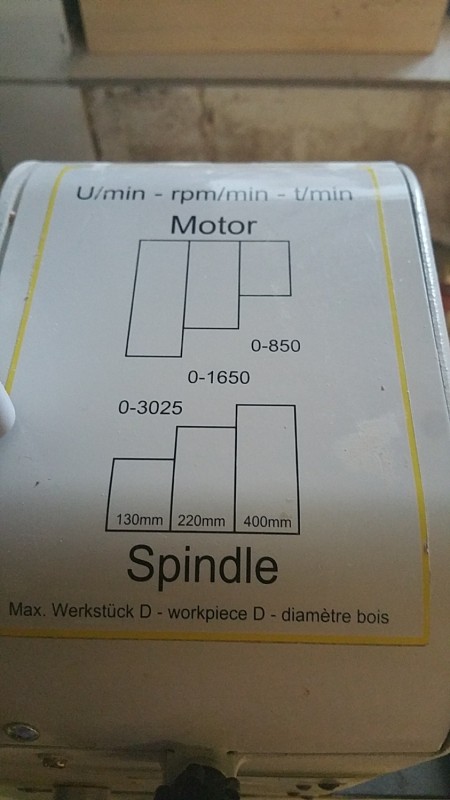 U/min - rpm/min - t/min
Motor
0-850
0-1650
0-3025
130mm 220mm 400mm
Spindle
Max. Werkstück D - workpiece D - diamètre bois